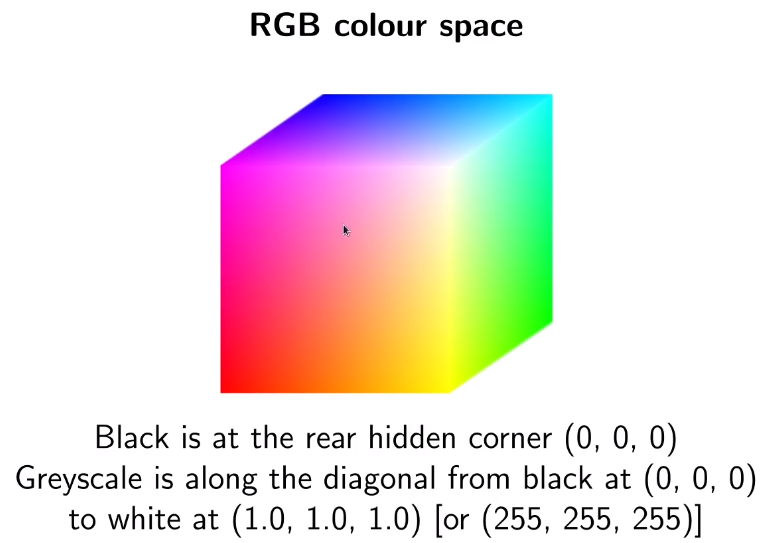 RGB colour space
Black is at the rear hidden corner (0, 0, 0)
Greyscale is along the diagonal from black at (0, 0, 0)
to white at (1.0, 1.0, 1.0) [or (255, 255, 255)]